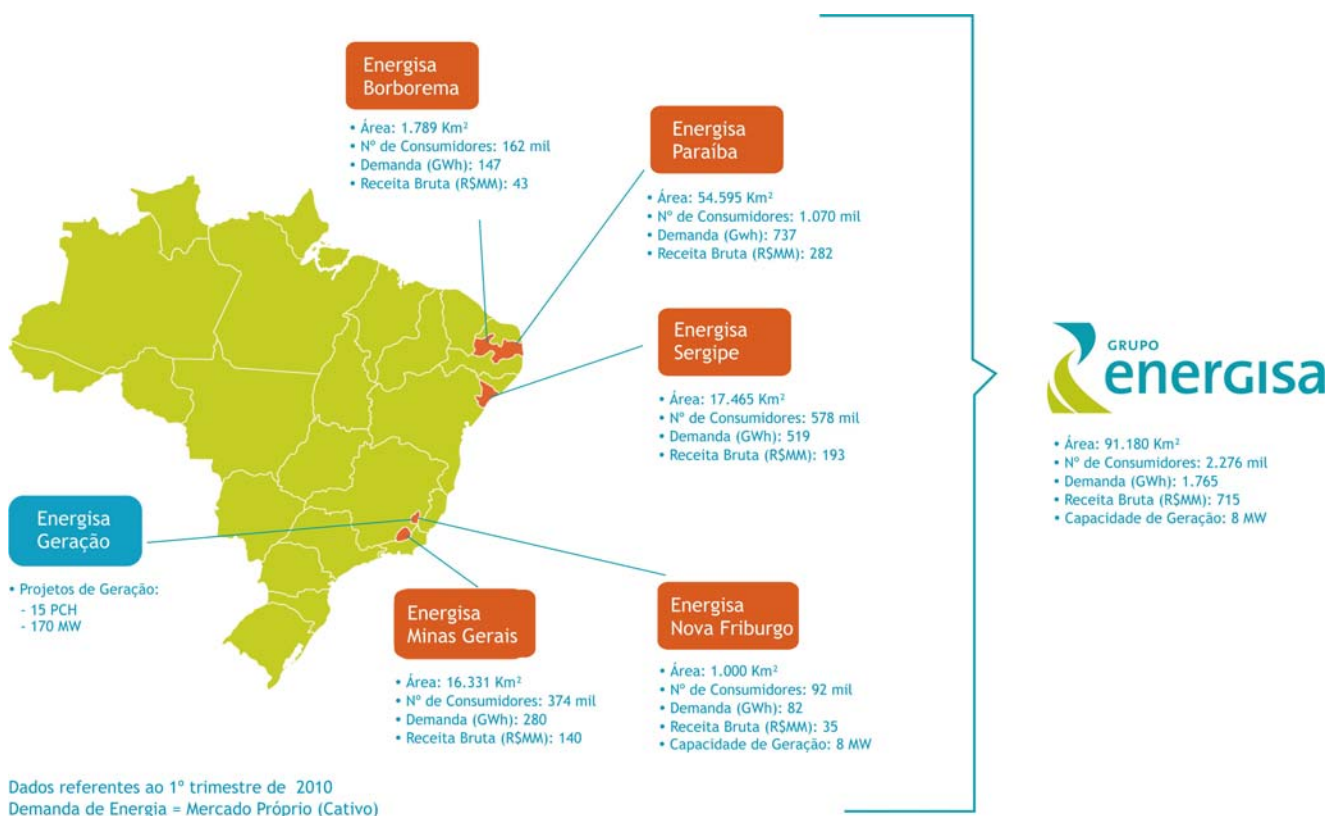 Energisa
Borborema
• Área: 1.789 Km²
• Nº de Consumidores: 162 mil
• Demanda (GWh): 147
• Receita Bruta (R$MM): 43
Energisa
Paraíba
• Área: 54.595 Km²
• Nº de Consumidores: 1.070 mil
• Demanda (Gwh): 737
• Receita Bruta (R$MM): 282
Energisa
Sergipe
• Área: 17.465 Km²
• Nº de Consumidores: 578 mil
• Demanda (GWh): 519
• Receita Bruta (R$MM): 193
GRUPO
energisa
• Área: 91.180 Km²
• Nº de Consumidores: 2.276 mil
• Demanda (GWh): 1.765
• Receita Bruta (R$MM): 715
• Capacidade de Geração: 8 MW
Energisa
Geração
• Projetos de Geração:
- 15 PCH
- 170 MW
Energisa
Minas Gerais
• Área: 16.331 Km²
• Nº de Consumidores: 374 mil
• Demanda (GWh): 280
• Receita Bruta (R$MM): 140
Energisa
Nova Friburgo
• Área: 1.000 Km²
• Nº de Consumidores: 92 mil
• Demanda (GWh): 82
• Receita Bruta (R$MM): 35
• Capacidade de Geração: 8 MW
Dados referentes ao 1º trimestre de 2010
Demanda de Energia = Mercado Próprio (Cativo)